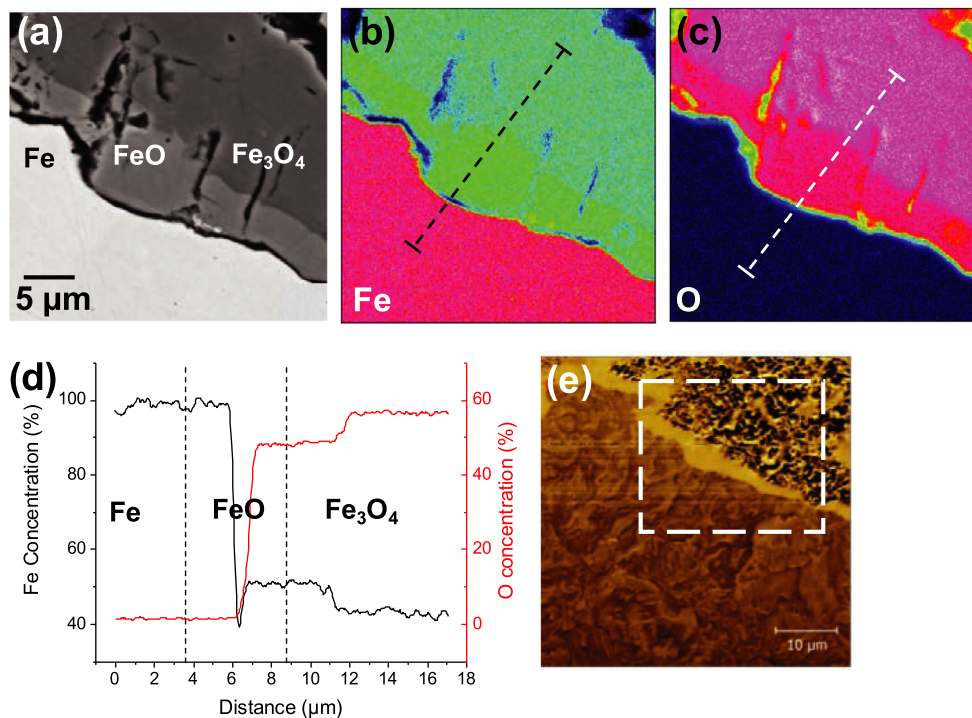 (a)
Fe
FeO
Fe₃O₄
5 µm
(b)
Fe
(c)
O
(d)
Fe Concentration (%)
100
80
60
40
Fe
FeO
Fe₃O₄
60
40
20
0
O concentration (%)
0 2 4 6 8 10 12 14 16 18
Distance (µm)
(e)
10 µm